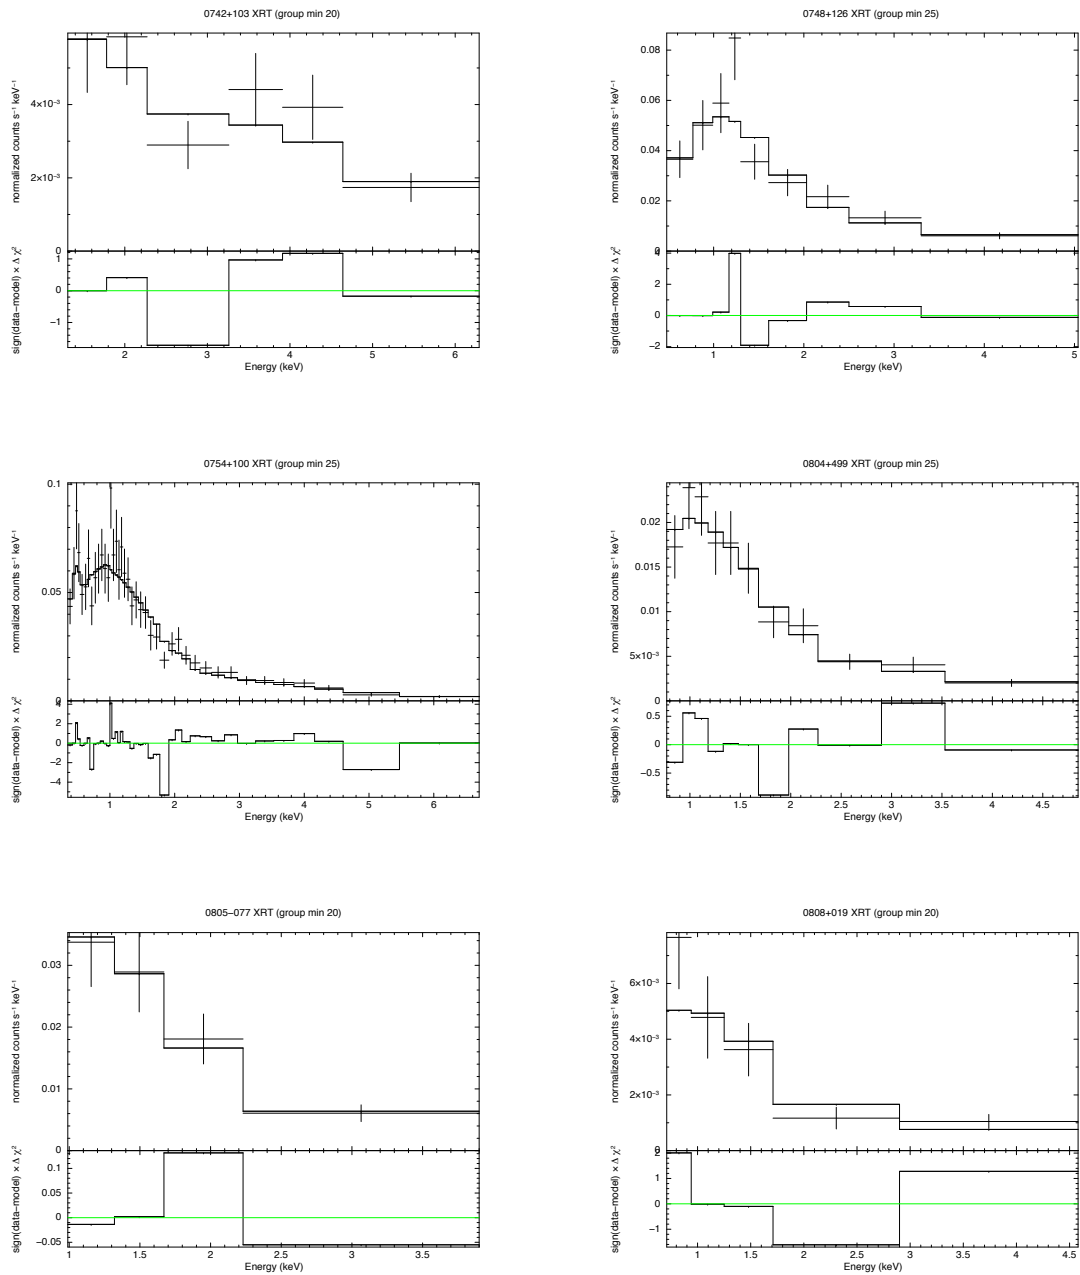 0742+103 XRT (group min 20)
normalized counts s⁻¹ keV⁻¹
4×10⁻³
2×10⁻³
0
sign(data−model) × Δ χ²
1
0
−1
2 3 4 5 6
Energy (keV)
0748+126 XRT (group min 25)
normalized counts s⁻¹ keV⁻¹
0.08
0.06
0.04
0.02
0
sign(data−model) × Δ χ²
4
2
0
−2
1 2 3 4 5
Energy (keV)
0754+100 XRT (group min 25)
normalized counts s⁻¹ keV⁻¹
0.1
0.05
0
sign(data−model) × Δ χ²
4
2
0
−2
−4
1 2 3 4 5 6
Energy (keV)
0804+499 XRT (group min 25)
normalized counts s⁻¹ keV⁻¹
0.02
0.015
0.01
5×10⁻³
0
sign(data−model) × Δ χ²
0.5
0
−0.5
1 1.5 2 2.5 3 3.5 4 4.5
Energy (keV)
0805−077 XRT (group min 20)
normalized counts s⁻¹ keV⁻¹
0.03
0.02
0.01
0
sign(data−model) × Δ χ²
0.1
0.05
0
−0.05
1 1.5 2 2.5 3 3.5
Energy (keV)
0808+019 XRT (group min 20)
normalized counts s⁻¹ keV⁻¹
6×10⁻³
4×10⁻³
2×10⁻³
0
sign(data−model) × Δ χ²
2
1
0
−1
1 1.5 2 2.5 3 3.5 4 4.5
Energy (keV)